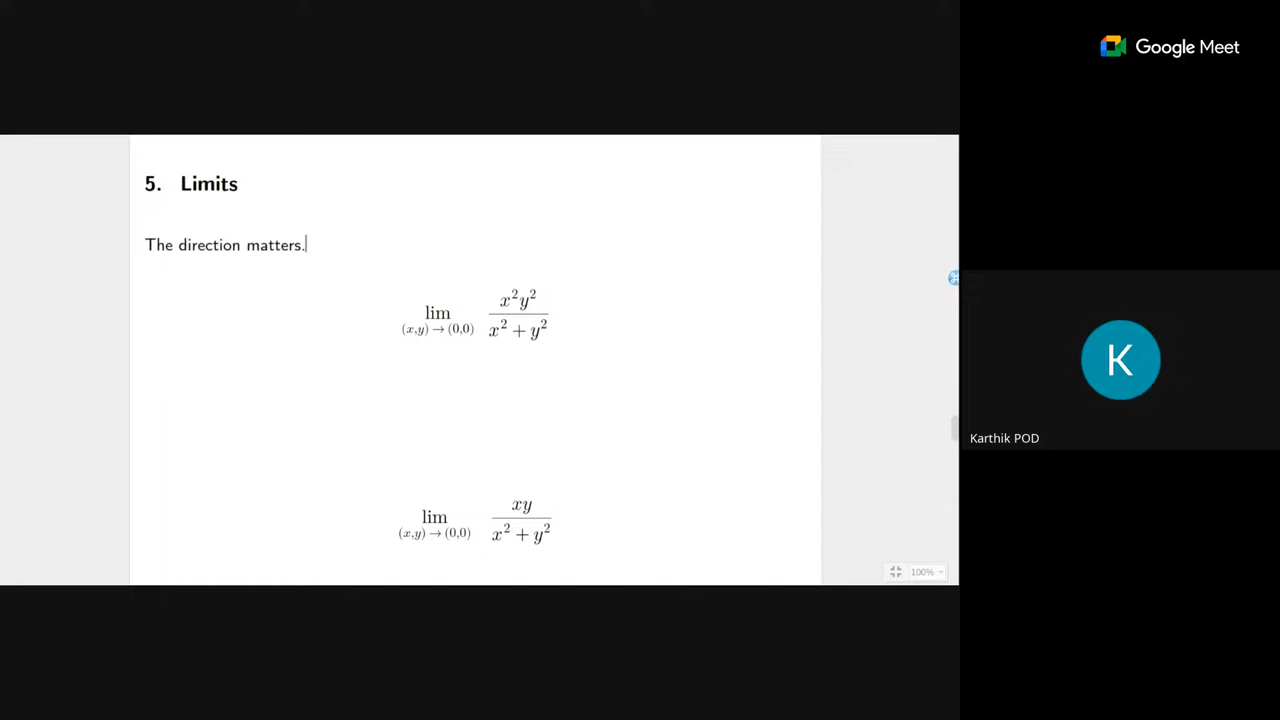 Google Meet
5. Limits
The direction matters.
lim
(x,y) → (0,0)
x²y²
x² + y²
lim
(x,y) → (0,0)
xy
x² + y²
100%
K
Karthik POD